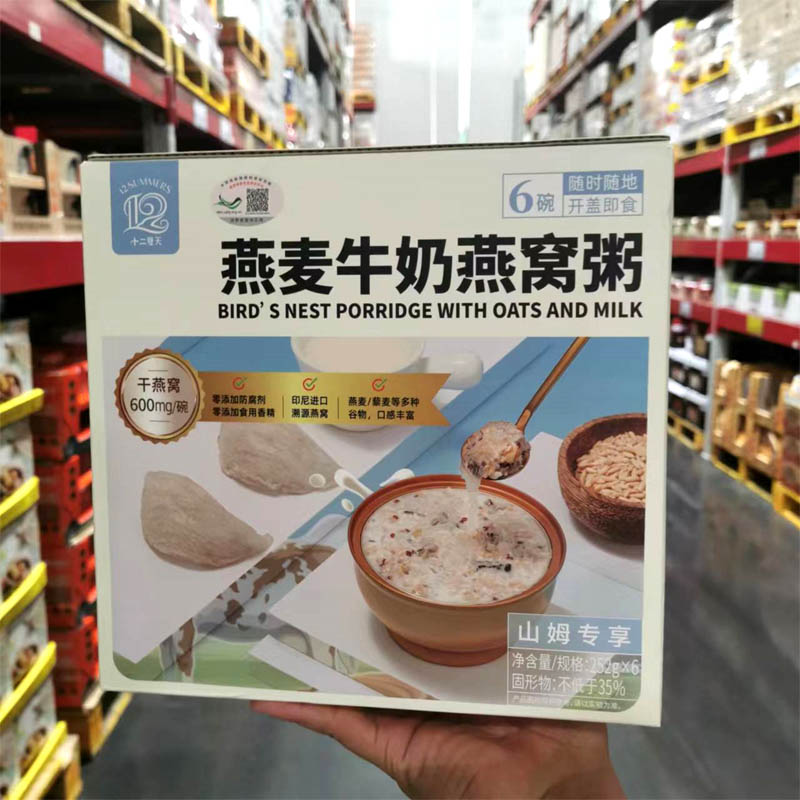 12 SUMMERS
12
十二夏天
6碗
随时随地
开盖即食
燕麦牛奶燕窝粥
BIRD'S NEST PORRIDGE WITH OATS AND MILK
干燕窝
600mg/碗
零添加防腐剂
零添加食用香精
印尼进口
溯源燕窝
燕麦/藜麦等多种
谷物，口感丰富
山姆专享
净含量/规格:252g×6
固形物:不低于35%